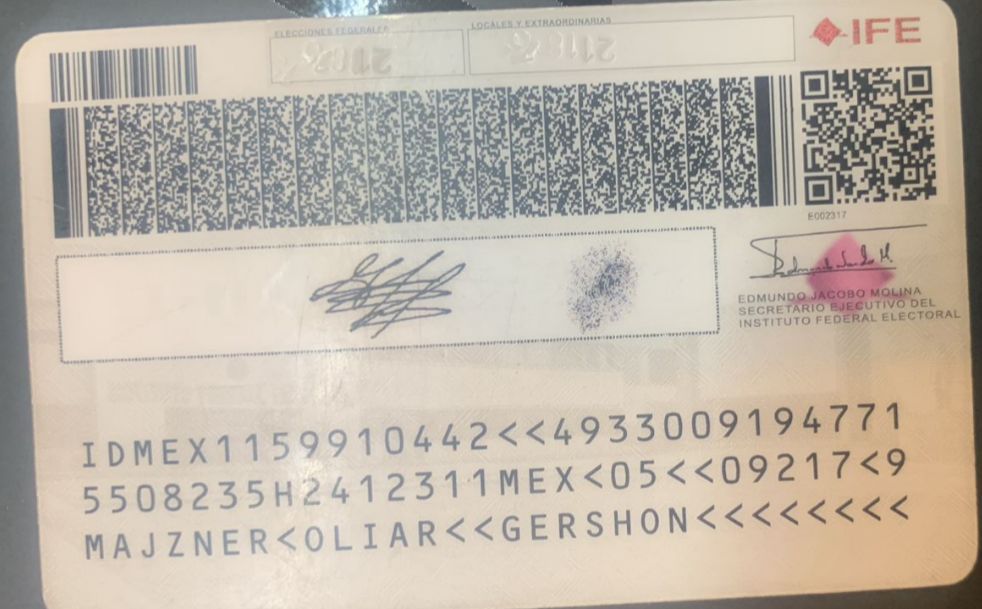 ELECCIONES FEDERALES
LOCALES Y EXTRAORDINARIAS
IFE
E002317
EDMUNDO JACOBO MOLINA
SECRETARIO EJECUTIVO DEL
INSTITUTO FEDERAL ELECTORAL
IDMEX1159910442<<4933009194771
5508235H2412311MEX<05<<09217<9
MAJZNER<OLIAR<<GERSHON<<<<<<<<